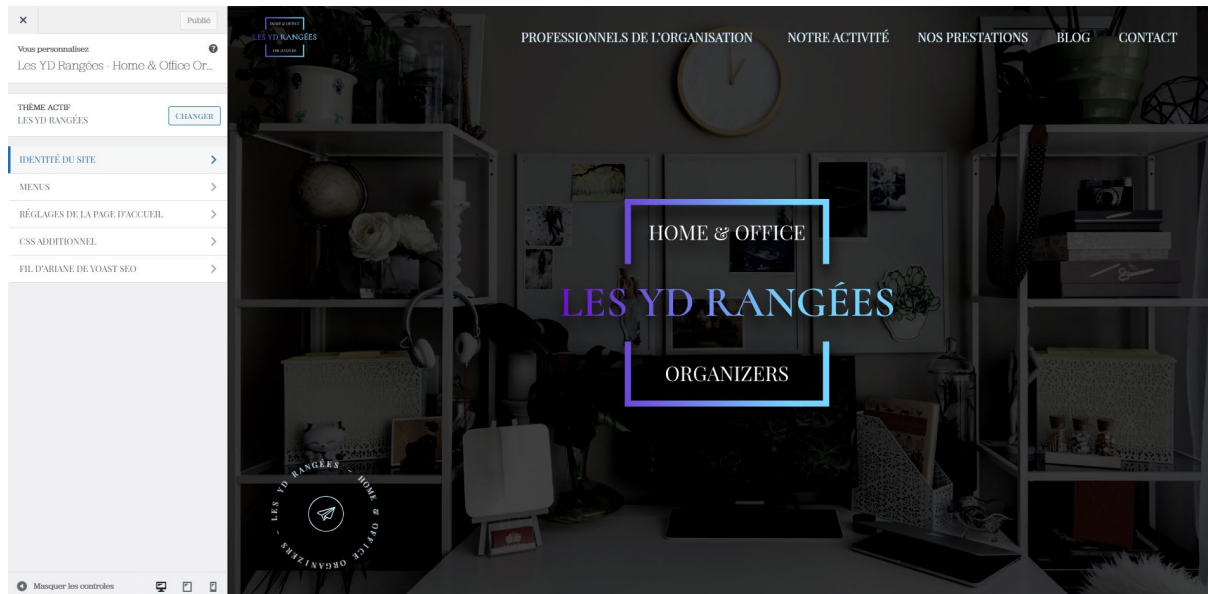 Publié
Vous personnalisez
Les YD Rangées - Home & Office Or...
THÈME ACTIF
LES YD RANGÉES
CHANGER
IDENTITÉ DU SITE
MENUS
RÉGLAGES DE LA PAGE D'ACCUEIL
CSS ADDITIONNEL
FIL D'ARIANE DE YOAST SEO
Masquer les controles
HOME & OFFICE
LES YD RANGÉES
ORGANIZERS
PROFESSIONNELS DE L'ORGANISATION
NOTRE ACTIVITÉ
NOS PRESTATIONS
BLOG
CONTACT
HOME & OFFICE
LES YD RANGÉES
ORGANIZERS
LES YD RANGÉES - HOME & OFFICE ORGANIZERS -